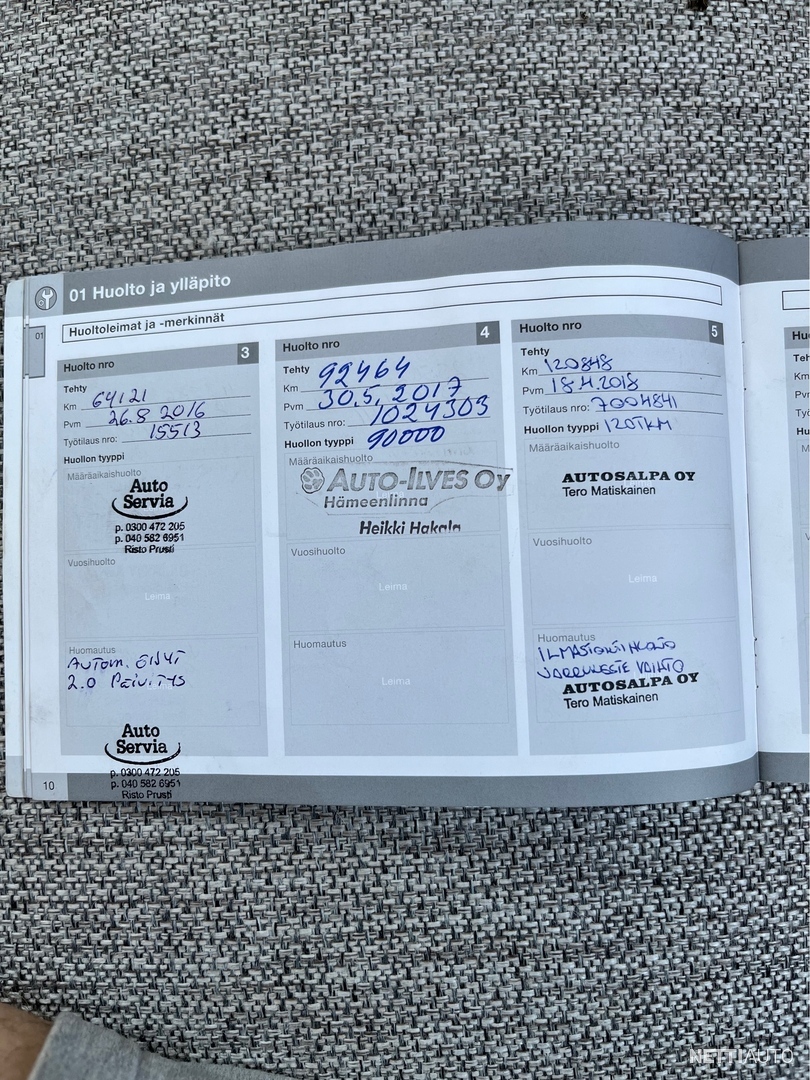 01 Huolto ja ylläpito
01
Huoltoleimat ja -merkinnät
Huolto nro 3
Tehty
Km 64121
Pvm 26.8 2016
Työtilaus nro: 15513
Huollon tyyppi
Määräaikaishuolto
Auto
Servia
p. 0300 472 205
p. 040 582 6951
Risto Prusti
Vuosihuolto
Leima
Huomautus
AUTOM.
2.0 PÄIVITYS
Auto
Servia
p. 0300 472 205
p. 040 582 6951
Risto Prusti
10
Huolto nro 4
Tehty
Km 92464
Pvm 30.5. 2017
Työtilaus nro: 1024303
Huollon tyyppi 90000
Määräaikaishuolto
AUTO-ILVES OY
Hämeenlinna
Heikki Hakala
Vuosihuolto
Leima
Huomautus
Leima
Huolto nro 5
Tehty
Km 120848
Pvm 18.4.2018
Työtilaus nro: 7004841
Huollon tyyppi 120TKM
Määräaikaishuolto
AUTOSALPA OY
Tero Matiskainen
Vuosihuolto
Leima
Huomautus
ILMASTOINTIHUOLTO
JARRUNESTE VAIHTO
AUTOSALPA OY
Tero Matiskainen
NETTIAUTO